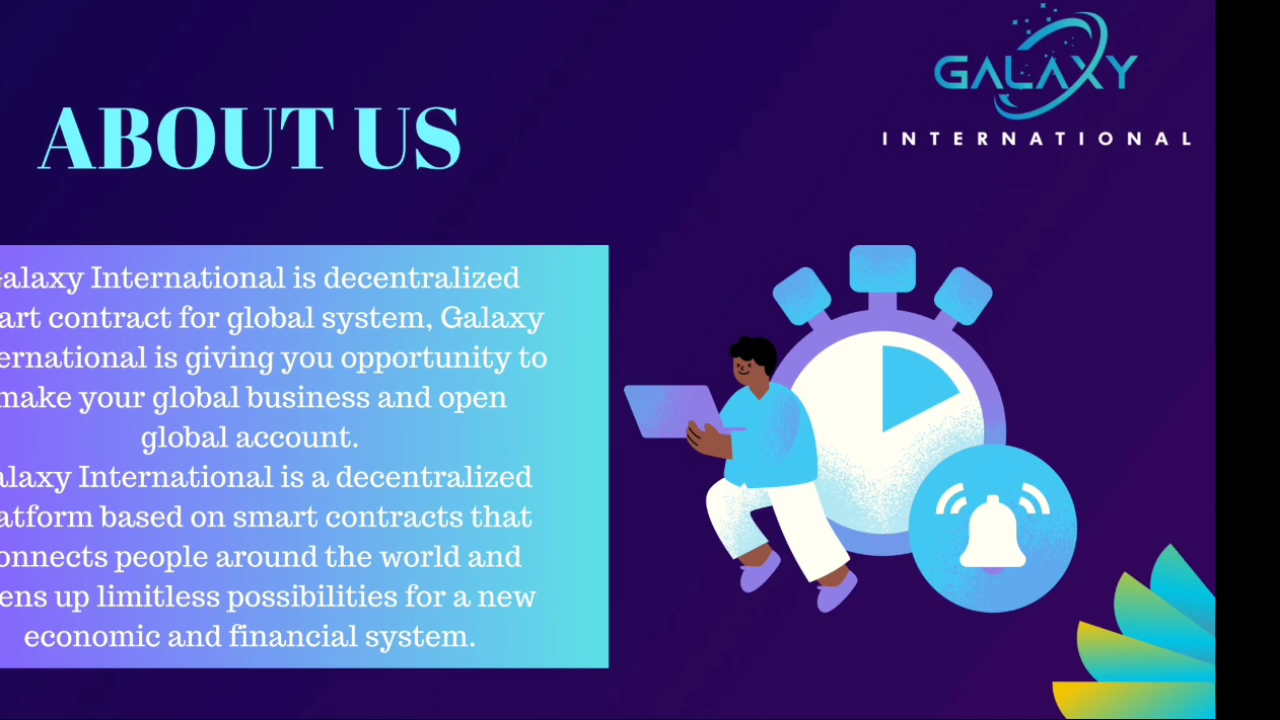 GALAXY
INTERNATIONAL
ABOUT US
Galaxy International is decentralized
art contract for global system, Galaxy
ernational is giving you opportunity to
make your global business and open
global account.
alaxy International is a decentralized
atform based on smart contracts that
onnects people around the world and
ens up limitless possibilities for a new
economic and financial system.